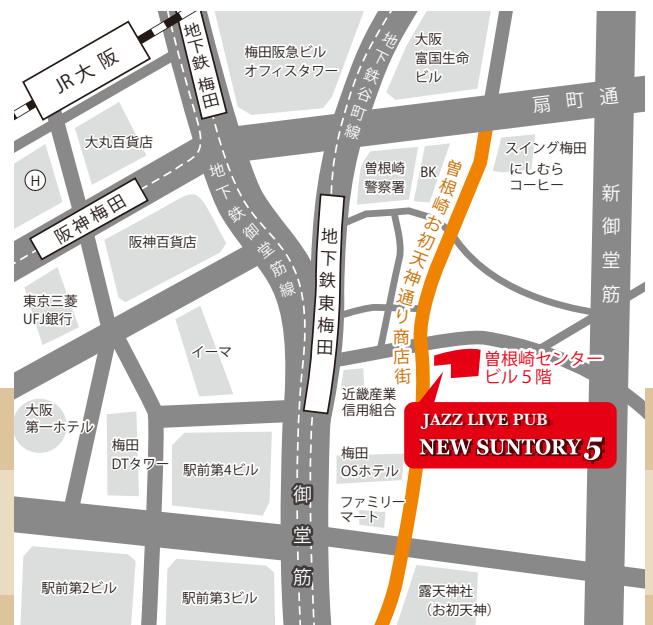 JR大阪
地下鉄梅田
梅田阪急ビル
オフィスタワー
地下鉄谷町線
大阪
富国生命
ビル
扇町通
大丸百貨店
H
阪神梅田
地下鉄御堂筋線
曽根崎
警察署
BK
曽根崎お初天神通り商店街
スイング梅田
にしむら
コーヒー
新御堂筋
阪神百貨店
地下鉄東梅田
東京三菱
UFJ銀行
イーマ
曽根崎センター
ビル5階
近畿産業
信用組合
JAZZ LIVE PUB
NEW SUNTORY 5
大阪
第一ホテル
梅田
DTタワー
駅前第4ビル
梅田
OSホテル
ファミリー
マート
御堂筋
駅前第2ビル
駅前第3ビル
露天神社
（お初天神）